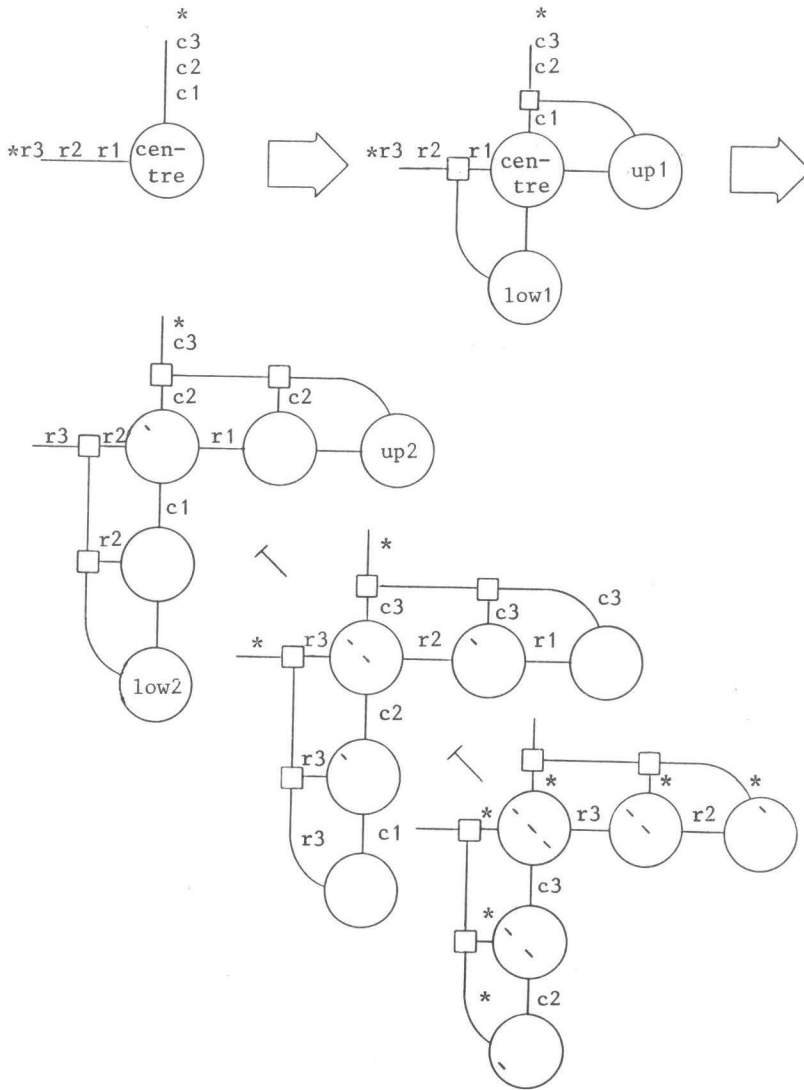 *
c3
c2
c1
*r3 r2 r1
cen-
tre
*
c3
c2
c1
*r3 r2 r1
cen-
tre
up1
low1
*
c3
c2
c2
r3 r2
r1
up2
c1
r2
low2
*
c3
c3
c3
*
r3
r2
r1
c2
r3
c1
r3
*
*
*
*
r3
r2
c3
*
c2
*